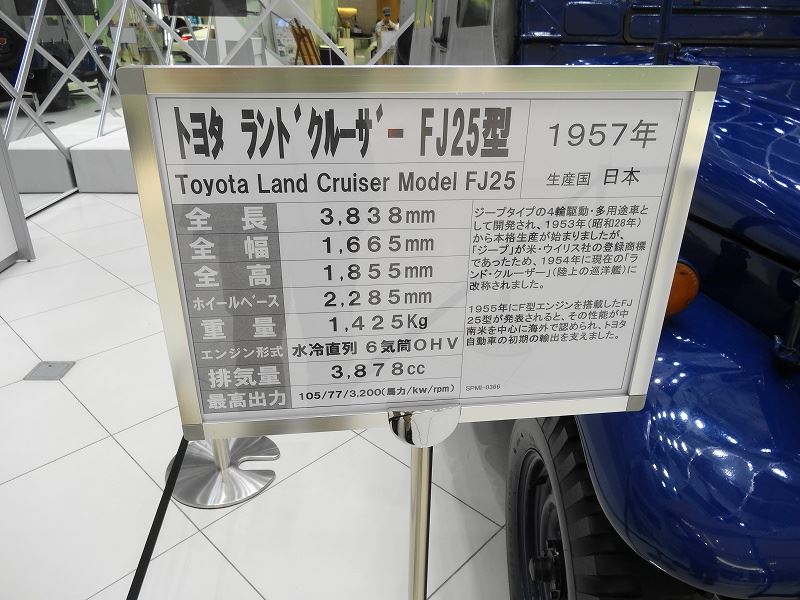 トヨタ ランドクルーザー FJ25型
Toyota Land Cruiser Model FJ25
1957年
生産国 日本
全長 3,838mm
全幅 1,665mm
全高 1,855mm
ホイールベース 2,285mm
重量 1,425Kg
エンジン形式 水冷直列 6気筒OHV
排気量 3,878cc
最高出力 105/77/3,200(馬力/kw/rpm)
ジープタイプの4輪駆動・多用途車と
して開発され、1953年(昭和28年)
から本格生産が始まりましたが、
「ジープ」が米・ウイリス社の登録商標
であったため、1954年に現在の「ラ
ンド・クルーザー」(陸上の巡洋艦)に
改称されました。
1955年にF型エンジンを搭載したFJ
25型が発表されると、その性能が中
南米を中心に海外で認められ、トヨタ
自動車の初期の輸出を支えました。
SPMI-0366